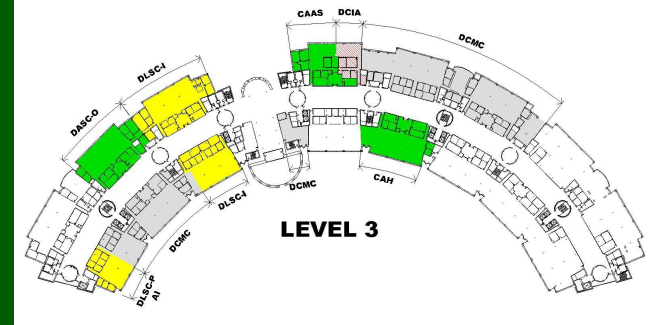 CAAS
DCIA
DCMC
DLSC-I
DASC-O
DCMC
CAH
DLSC-I
DCMC
DLSC-P
AI
LEVEL 3